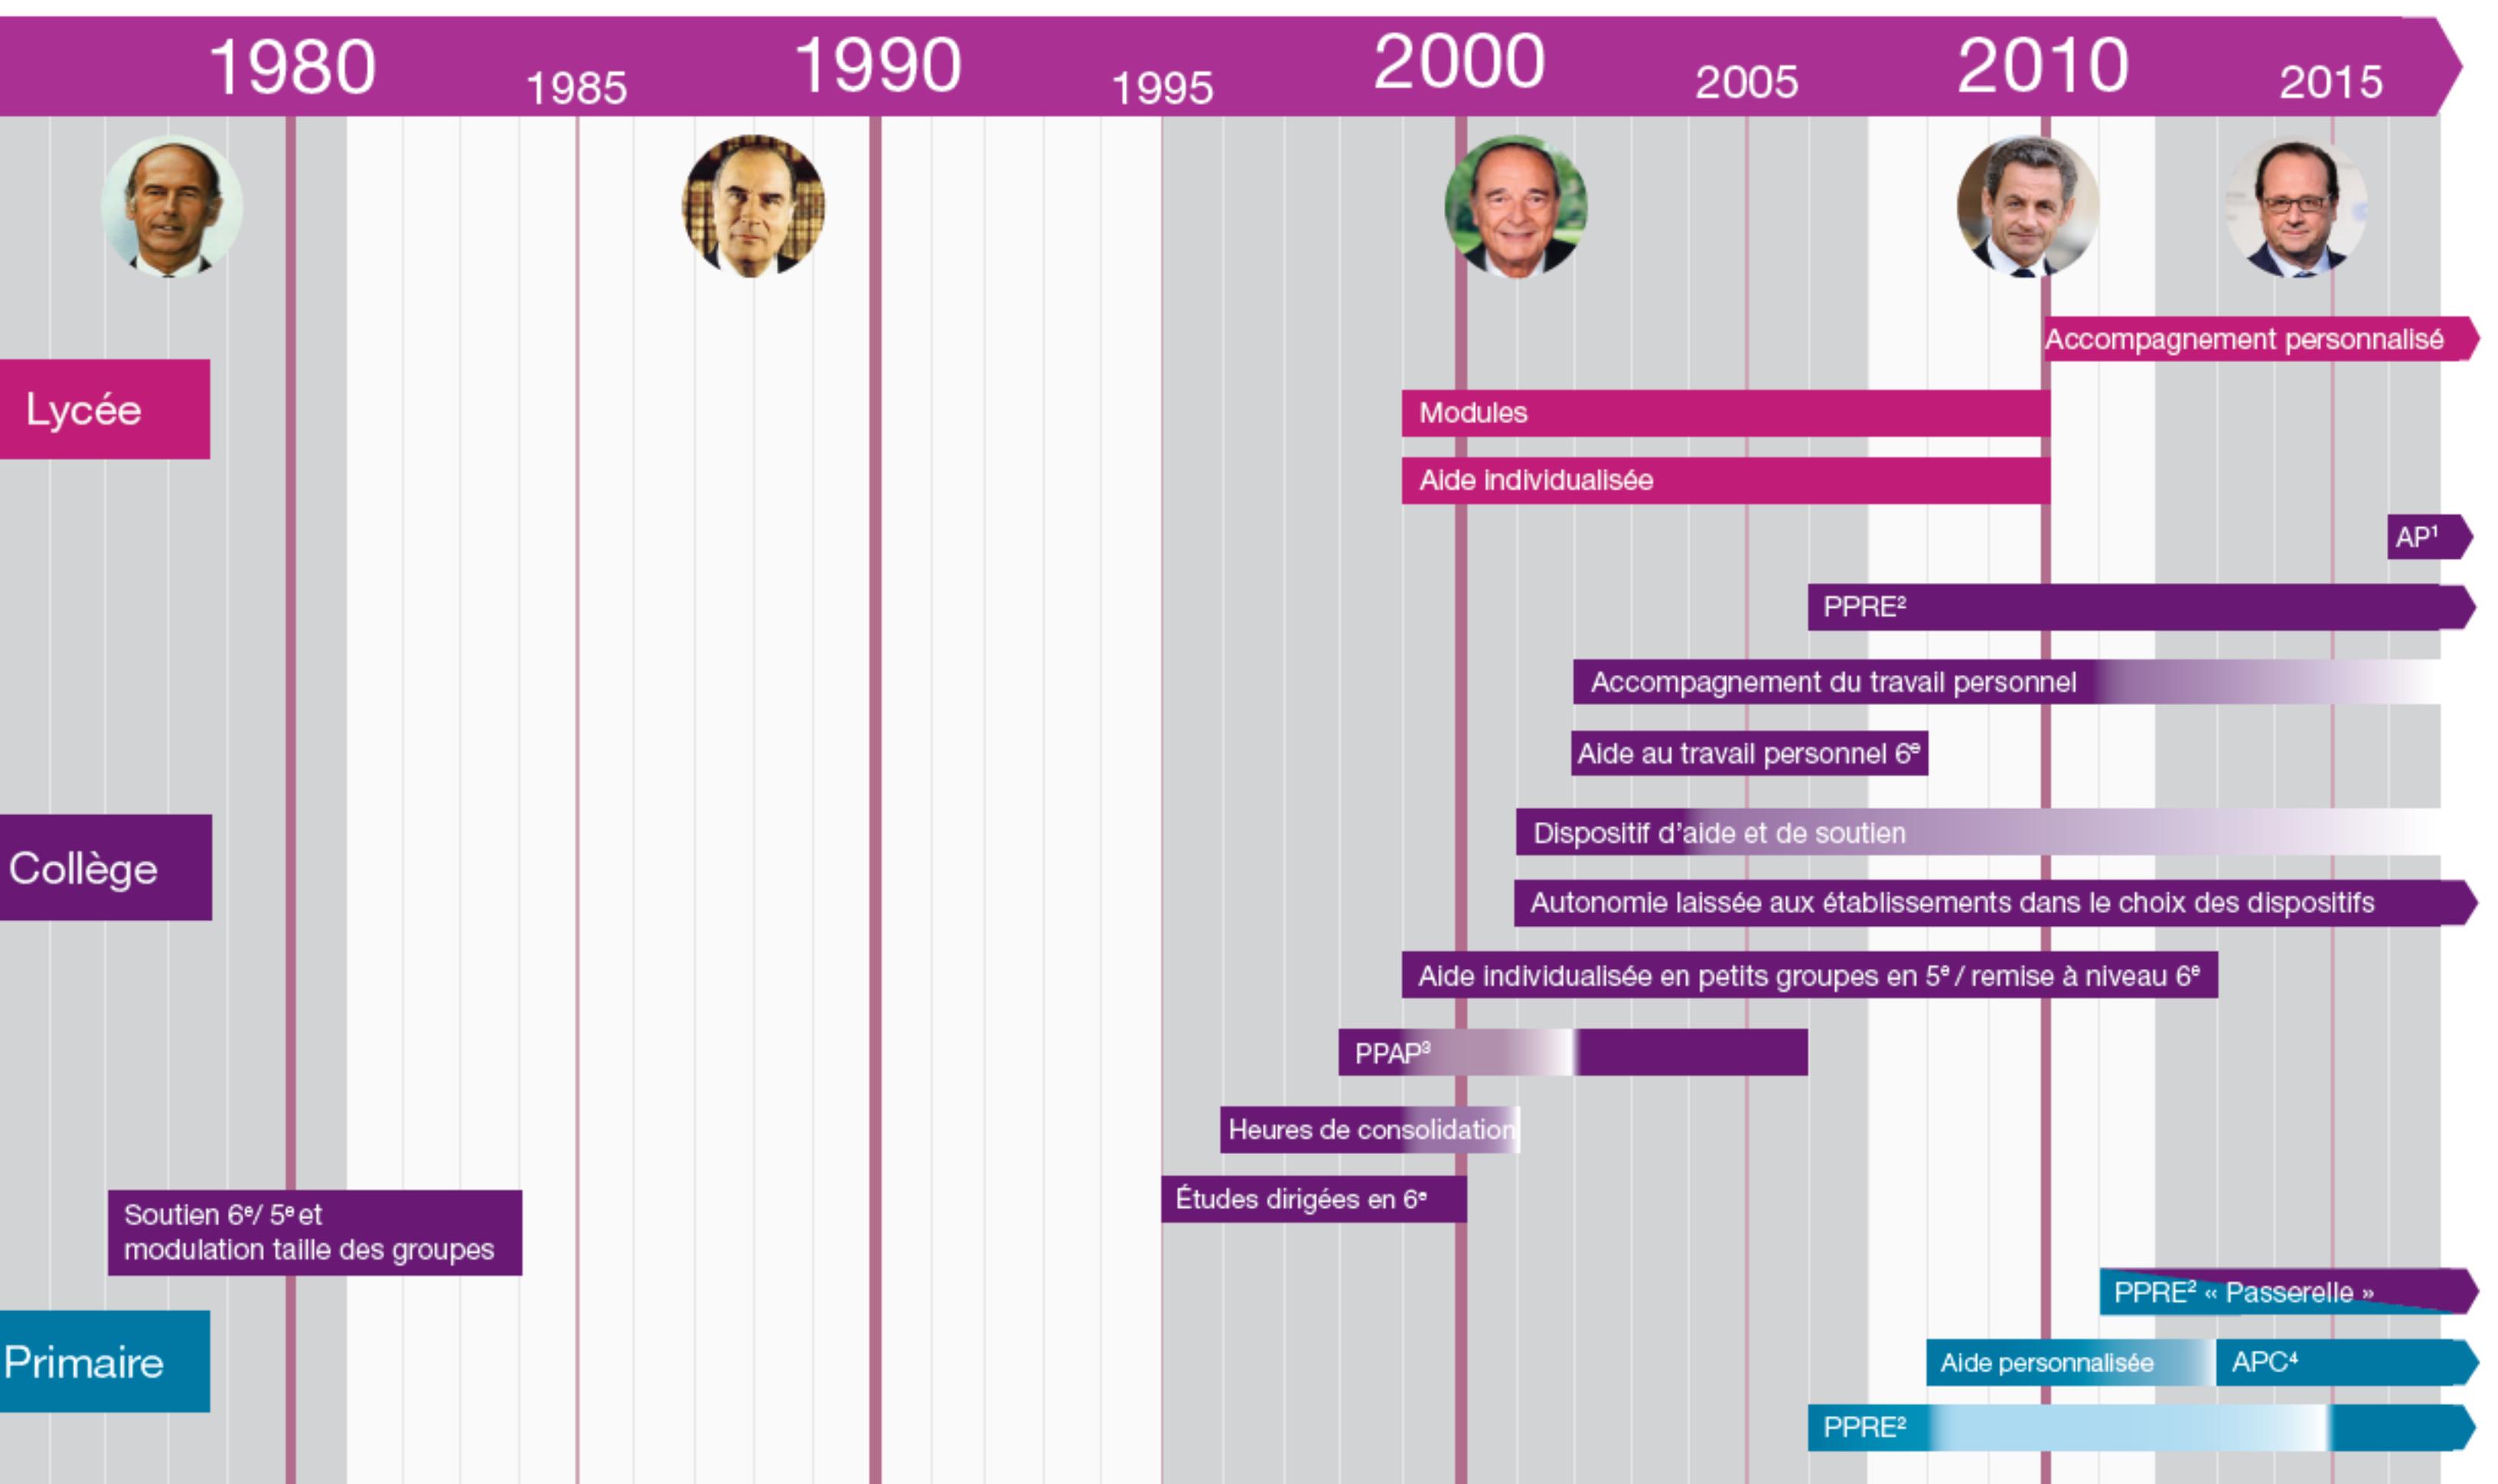 1980
1985
1990
1995
2000
2005
2010
2015
Accompagnement personnalisé
Lycée
Modules
Aide individualisée
AP¹
PPRE²
Accompagnement du travail personnel
Aide au travail personnel 6ᵉ
Dispositif d’aide et de soutien
Collège
Autonomie laissée aux établissements dans le choix des dispositifs
Aide individualisée en petits groupes en 5ᵉ / remise à niveau 6ᵉ
PPAP³
Heures de consolidation
Études dirigées en 6ᵉ
Soutien 6ᵉ/ 5ᵉ et
modulation taille des groupes
PPRE² « Passerelle »
Primaire
Aide personnalisée
APC⁴
PPRE²